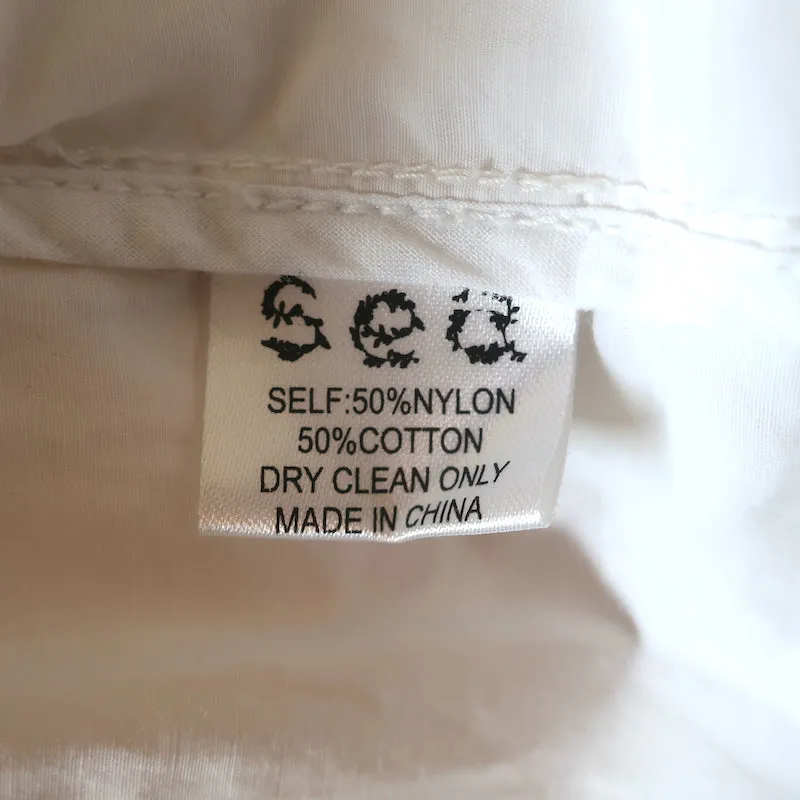 sea
SELF:50%NYLON
50%COTTON
DRY CLEAN ONLY
MADE IN CHINA